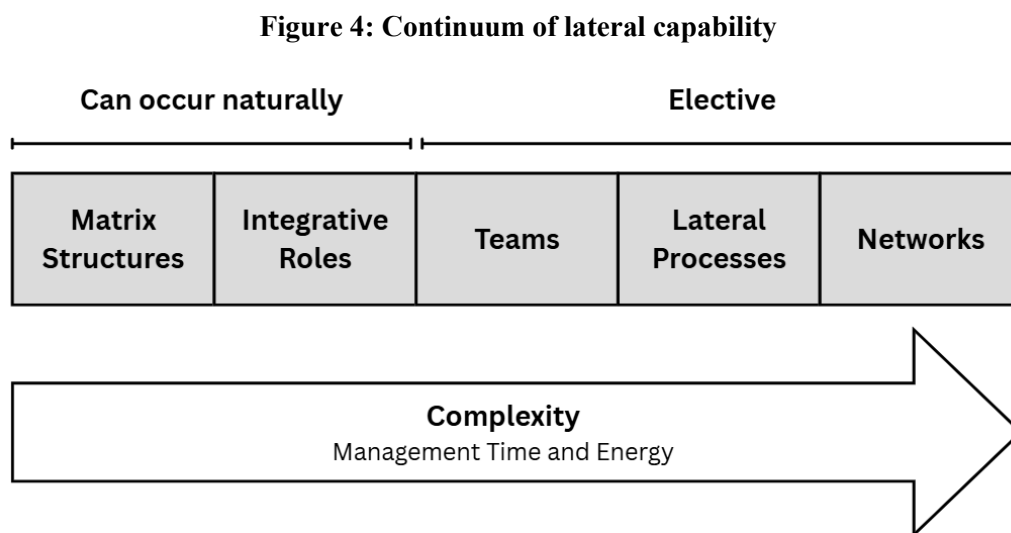 Figure 4: Continuum of lateral capability
Can occur naturally
Elective
Matrix
Structures
Integrative
Roles
Teams
Lateral
Processes
Networks
Complexity
Management Time and Energy